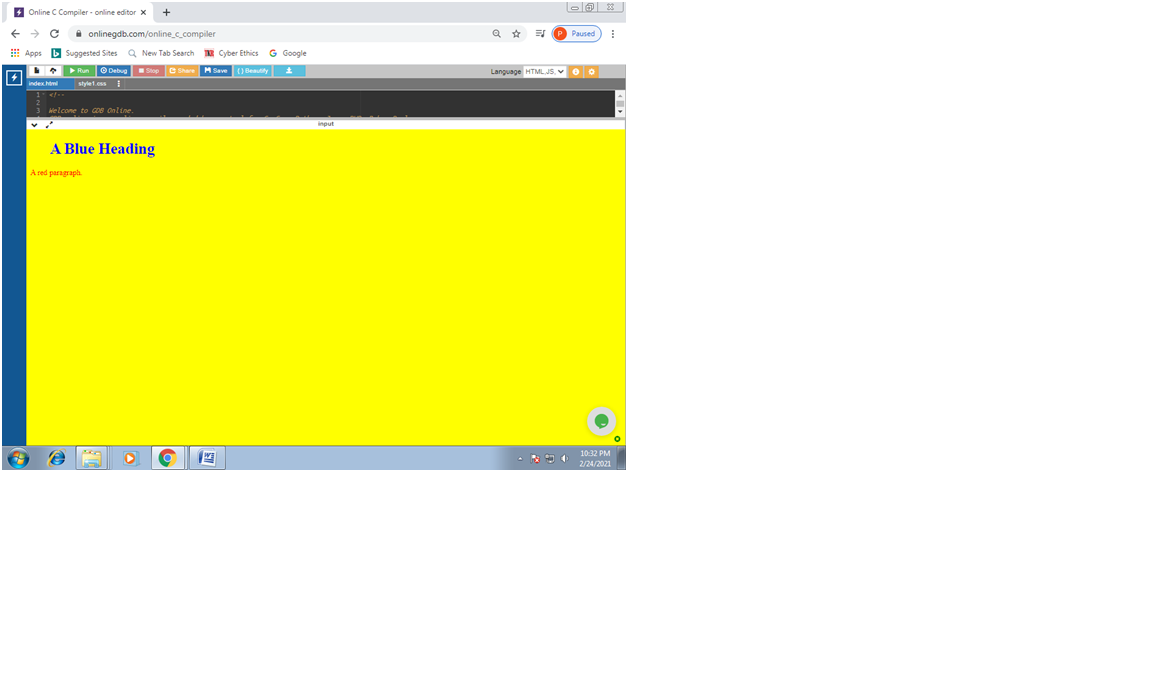 Online C Compiler - online editor
onlinegdb.com/online_c_compiler
P Paused
Apps Suggested Sites New Tab Search Cyber Ethics Google
Run Debug Stop Share Save {} Beautify Language HTML,JS,
index.html style1.css
1 <!--
2
3 Welcome to GDB Online.
input
A Blue Heading
A red paragraph.
10:32 PM
2/24/2021